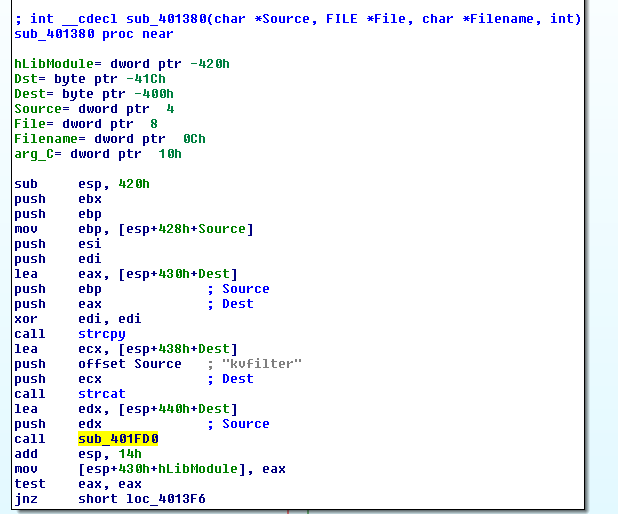 ; int __cdecl sub_401380(char *Source, FILE *File, char *Filename, int)
sub_401380 proc near
hLibModule= dword ptr -420h
Dst= byte ptr -41Ch
Dest= byte ptr -400h
Source= dword ptr  4
File= dword ptr  8
Filename= dword ptr  0Ch
arg_C= dword ptr  10h
sub     esp, 420h
push    ebx
push    ebp
mov     ebp, [esp+428h+Source]
push    esi
push    edi
lea     eax, [esp+430h+Dest]
push    ebp             ; Source
push    eax             ; Dest
xor     edi, edi
call    strcpy
lea     ecx, [esp+438h+Dest]
push    offset Source   ; "kvfilter"
push    ecx             ; Dest
call    strcat
lea     edx, [esp+440h+Dest]
push    edx             ; Source
call    sub_401FD0
add     esp, 14h
mov     [esp+430h+hLibModule], eax
test    eax, eax
jnz     short loc_4013F6